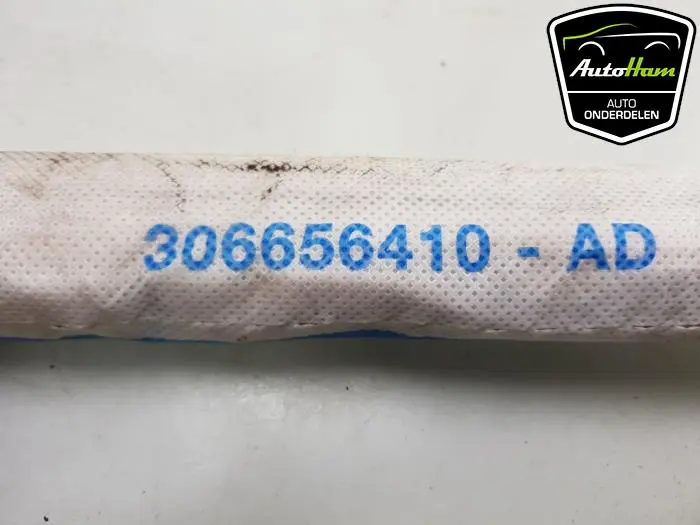 AutoHam
AUTO
ONDERDELEN
306656410 - AD